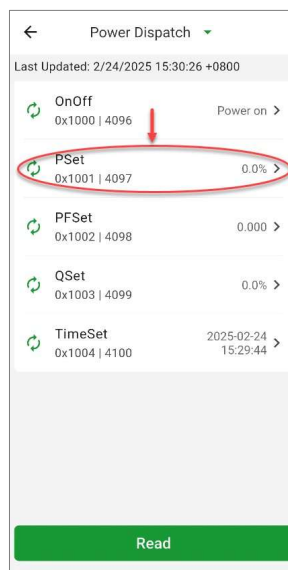 Power Dispatch
Last Updated: 2/24/2025 15:30:26 +0800
OnOff
0x1000 | 4096
Power on
PSet
0x1001 | 4097
0.0%
PFSet
0x1002 | 4098
0.000
QSet
0x1003 | 4099
0.0%
TimeSet
0x1004 | 4100
2025-02-24
15:29:44
Read